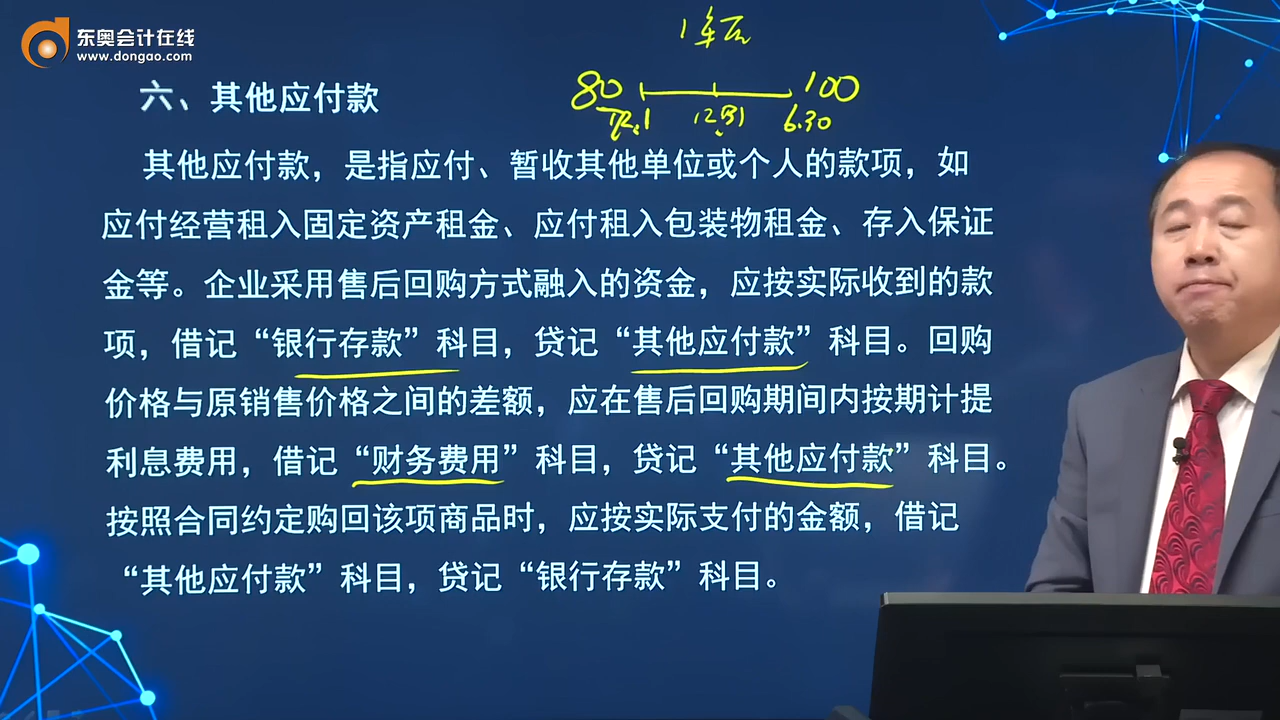 东奥会计在线
www.dongao.com
1年后
80 100
12.31 6.30
六、其他应付款
其他应付款，是指应付、暂收其他单位或个人的款项，如
应付经营租入固定资产租金、应付租入包装物租金、存入保证
金等。企业采用售后回购方式融入的资金，应按实际收到的款
项，借记“银行存款”科目，贷记“其他应付款”科目。回购
价格与原销售价格之间的差额，应在售后回购期间内按期计提
利息费用，借记“财务费用”科目，贷记“其他应付款”科目。
按照合同约定购回该项商品时，应按实际支付的金额，借记
“其他应付款”科目，贷记“银行存款”科目。